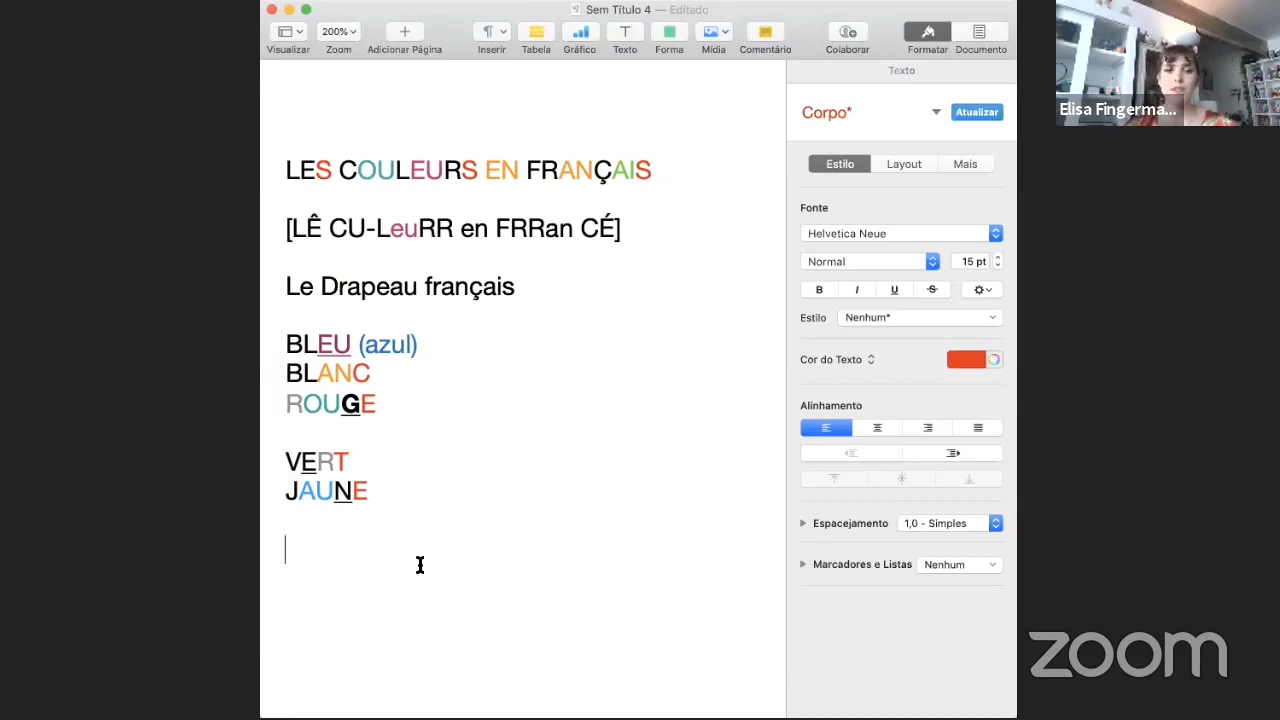 Sem Título 4 — Editado
200%
Visualizar
Zoom
Adicionar Página
Inserir
Tabela
Gráfico
Texto
Forma
Mídia
Comentário
Colaborar
Formatar
Documento
Texto
Corpo*
Atualizar
Estilo
Layout
Mais
LES COULEURS EN FRANÇAIS
[LÊ CU-LeuRR en FRRan CÉ]
Le Drapeau français
BLEU (azul)
BLANC
ROUGE
VERT
JAUNE
Fonte
Helvetica Neue
Normal
15 pt
B I U S
Estilo
Nenhum*
Cor do Texto
Alinhamento
Espacejamento
1,0 - Simples
Marcadores e Listas
Nenhum
Elisa Fingerma...
zoom